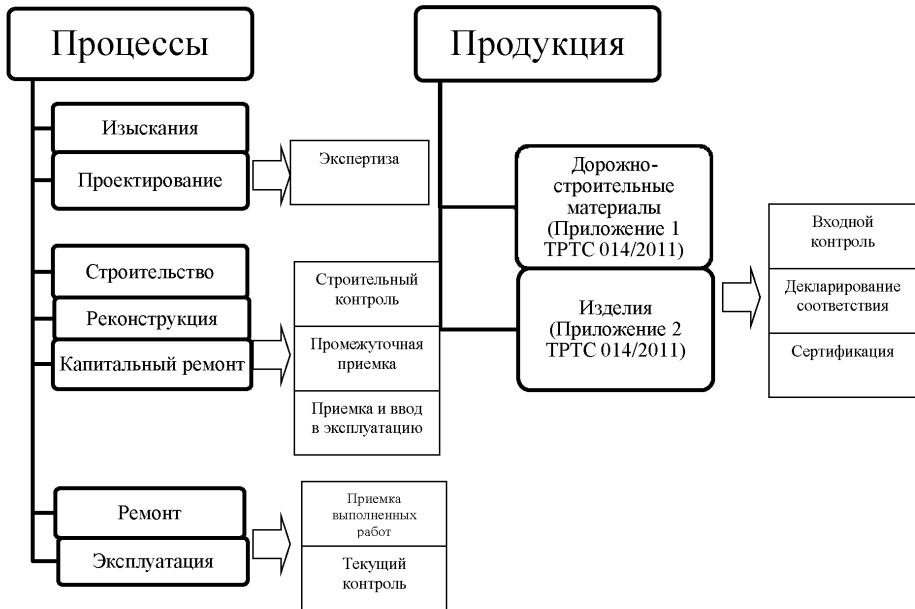 Процессы
Изыскания
Проектирование
Экспертиза
Строительство
Реконструкция
Капитальный ремонт
Строительный
контроль
Промежуточная
приемка
Приемка и ввод
в эксплуатацию
Ремонт
Эксплуатация
Приемка
выполненных
работ
Текущий
контроль
Продукция
Дорожно-
строительные
материалы
(Приложение 1
ТРТС 014/2011)
Изделия
(Приложение 2
ТРТС 014/2011)
Входной
контроль
Декларирование
соответствия
Сертификация